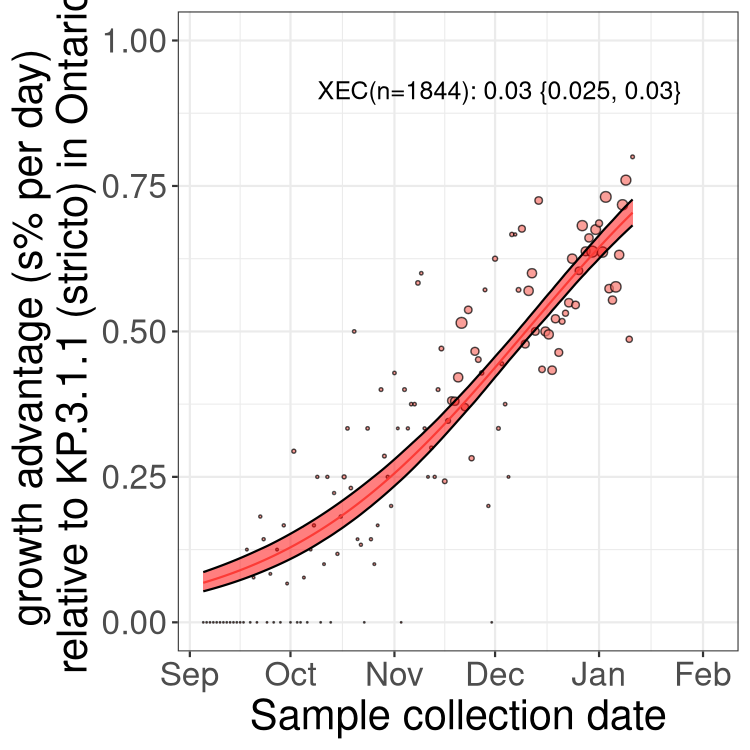 growth advantage (s% per day)
relative to KP.3.1.1 (stricto) in Ontario
1.00
0.75
0.50
0.25
0.00
XEC(n=1844): 0.03 {0.025, 0.03}
Sep Oct Nov Dec Jan Feb
Sample collection date